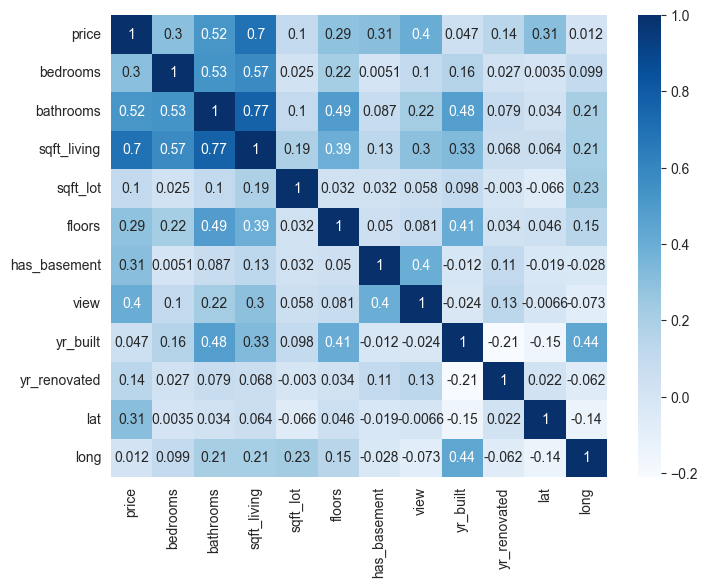 price 1 0.3 0.52 0.7 0.1 0.29 0.31 0.4 0.047 0.14 0.31 0.012
bedrooms 0.3 1 0.53 0.57 0.025 0.22 0.0051 0.1 0.16 0.027 0.0035 0.099
bathrooms 0.52 0.53 1 0.77 0.1 0.49 0.087 0.22 0.48 0.079 0.034 0.21
sqft_living 0.7 0.57 0.77 1 0.19 0.39 0.13 0.3 0.33 0.068 0.064 0.21
sqft_lot 0.1 0.025 0.1 0.19 1 0.032 0.032 0.058 0.098 -0.003 -0.066 0.23
floors 0.29 0.22 0.49 0.39 0.032 1 0.05 0.081 0.41 0.034 0.046 0.15
has_basement 0.31 0.0051 0.087 0.13 0.032 0.05 1 0.4 -0.012 0.11 -0.019 -0.028
view 0.4 0.1 0.22 0.3 0.058 0.081 0.4 1 -0.024 0.13 -0.0066 -0.073
yr_built 0.047 0.16 0.48 0.33 0.098 0.41 -0.012 -0.024 1 -0.21 -0.15 0.44
yr_renovated 0.14 0.027 0.079 0.068 -0.003 0.034 0.11 0.13 -0.21 1 0.022 -0.062
lat 0.31 0.0035 0.034 0.064 -0.066 0.046 -0.019 -0.0066 -0.15 0.022 1 -0.14
long 0.012 0.099 0.21 0.21 0.23 0.15 -0.028 -0.073 0.44 -0.062 -0.14 1
price bedrooms bathrooms sqft_living sqft_lot floors has_basement view yr_built yr_renovated lat long
1.0
0.8
0.6
0.4
0.2
0.0
−0.2